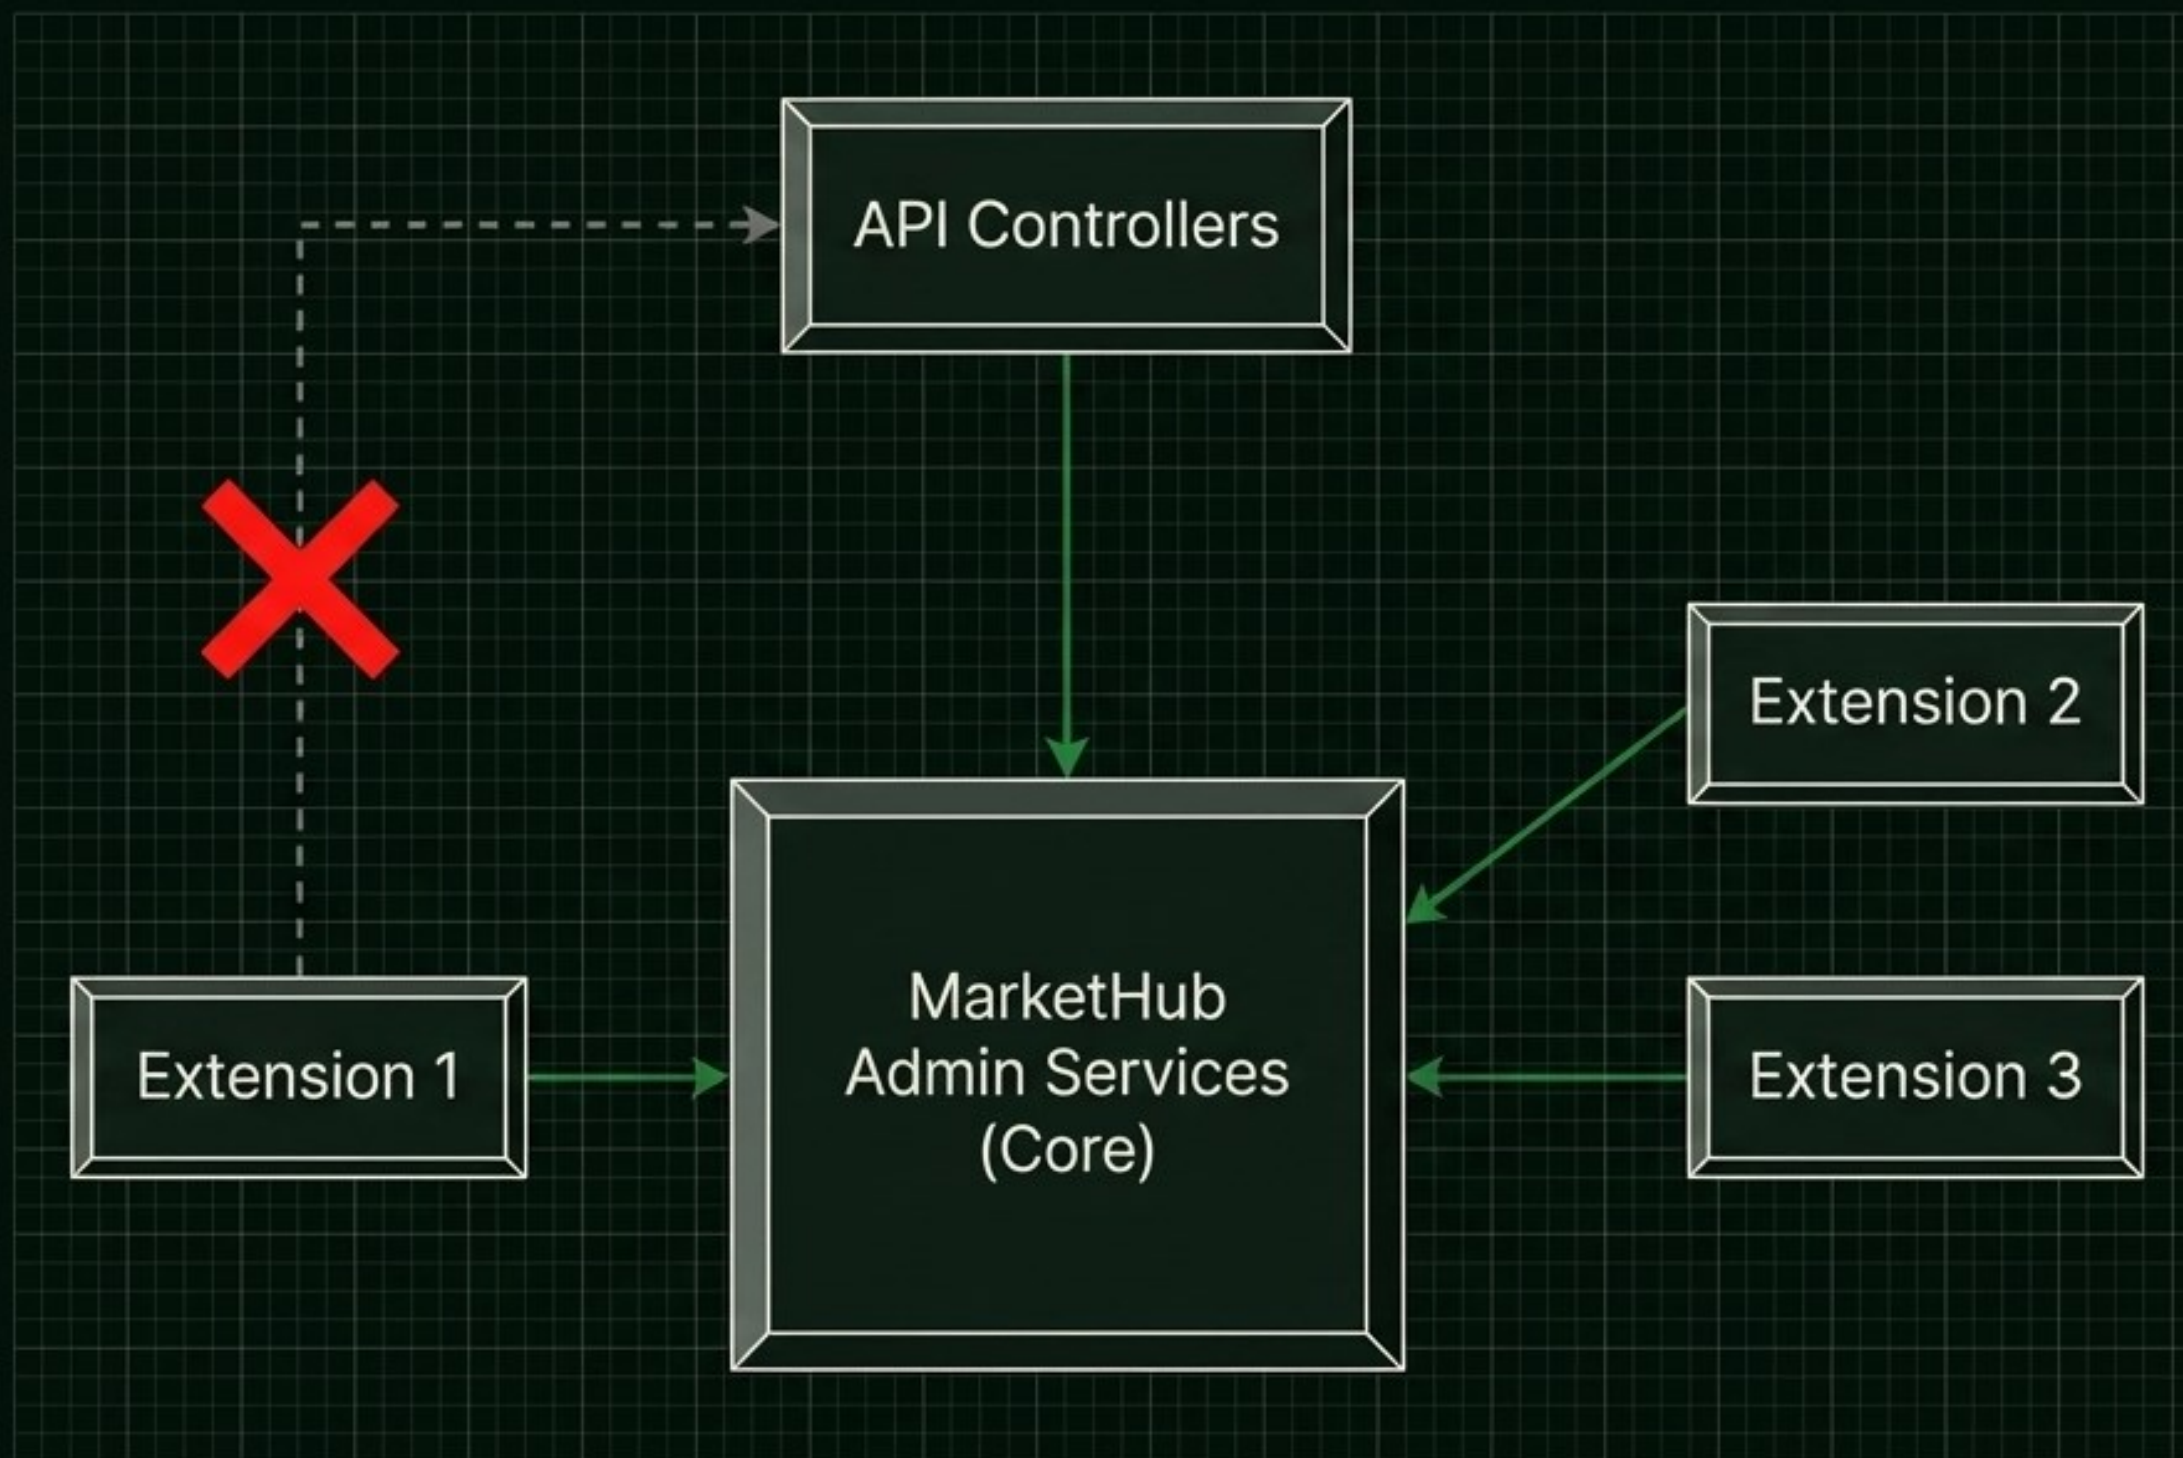 API Controllers
Extension 2
MarketHub
Admin Services
(Core)
Extension 1
Extension 3